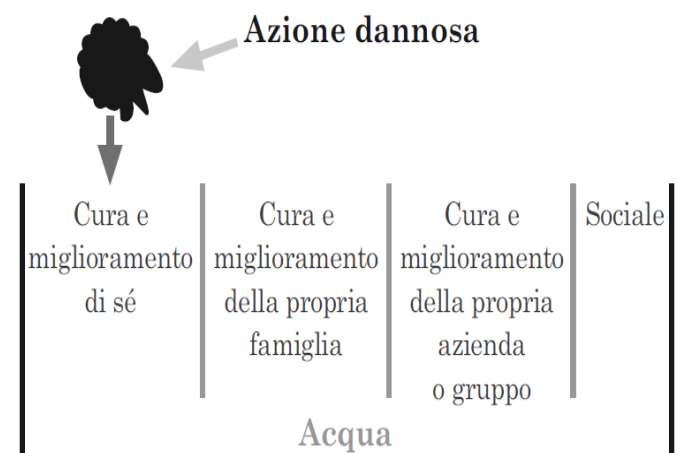 Azione dannosa
Cura e
miglioramento
di sé
Cura e
miglioramento
della propria
famiglia
Cura e
miglioramento
della propria
azienda
o gruppo
Sociale
Acqua